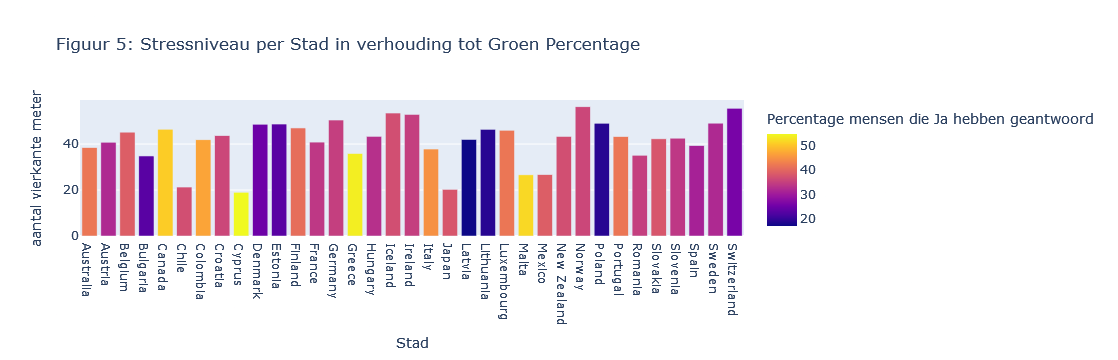 Figuur 5: Stressniveau per Stad in verhouding tot Groen Percentage
aantal vierkante meter
40
20
0
Australia
Austria
Belgium
Bulgaria
Canada
Chile
Colombia
Croatia
Cyprus
Denmark
Estonia
Finland
France
Germany
Greece
Hungary
Iceland
Ireland
Italy
Japan
Latvia
Lithuania
Luxembourg
Malta
Mexico
New Zealand
Norway
Poland
Portugal
Romania
Slovakia
Slovenia
Spain
Sweden
Switzerland
Stad
Percentage mensen die Ja hebben geantwoord
50
40
30
20